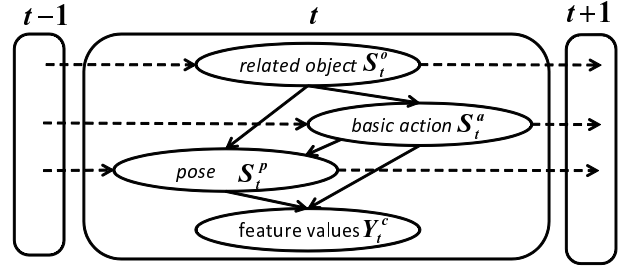 t–1 t t+1
related object S_t^o
basic action S_t^a
pose S_t^p
feature values Y_t^c